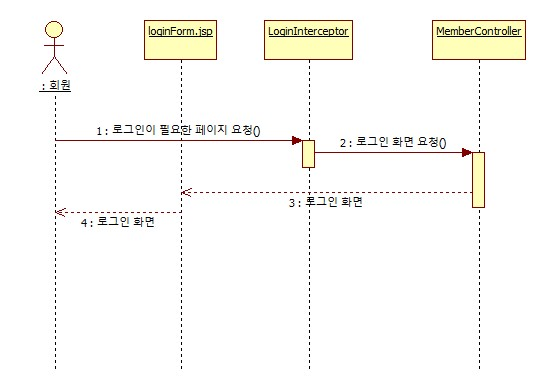 loginForm.jsp
LoginInterceptor
MemberController
: 회원
1 : 로그인이 필요한 페이지 요청()
2 : 로그인 화면 요청()
3 : 로그인 화면
4 : 로그인 화면